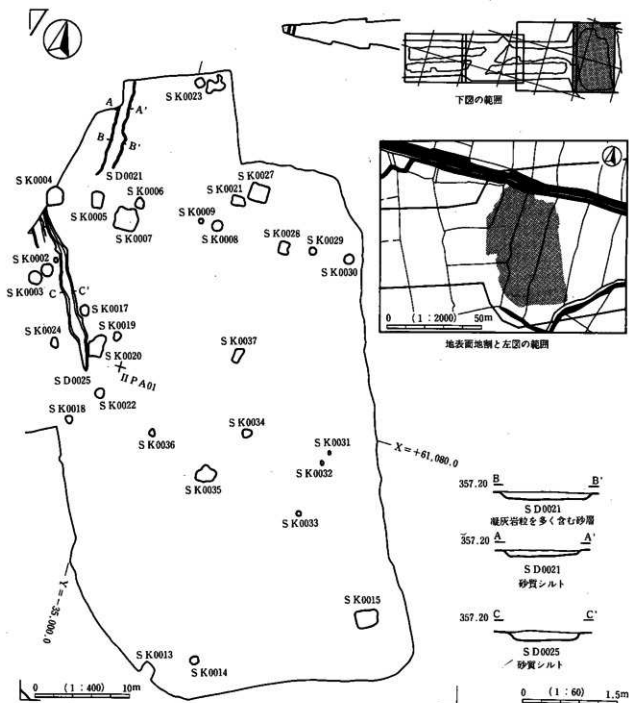 下図の範囲
SK0023
A A'
B B'
SD0021
SK0004
SK0005
SK0006
SK0007
SK0021
SK0027
SK0009
SK0008
SK0028
SK0029
SK0030
SK0002
SK0003
C C'
SK0017
SK0024
SK0019
SK0020
IIPA01
SD0025
SK0022
SK0018
SK0037
SK0036
SK0034
SK0035
SK0031
SK0032
SK0033
X=+61,080.0
Y=-35,000.0
SK0015
SK0013
SK0014
0 (1:400) 10m
0 (1:2000) 50m
地表面地割と左図の範囲
357.20 B B'
SD0021
凝灰岩粒を多く含む砂層
357.20 A A'
SD0021
砂質シルト
357.20 C C'
SD0025
砂質シルト
0 (1:60) 1.5m